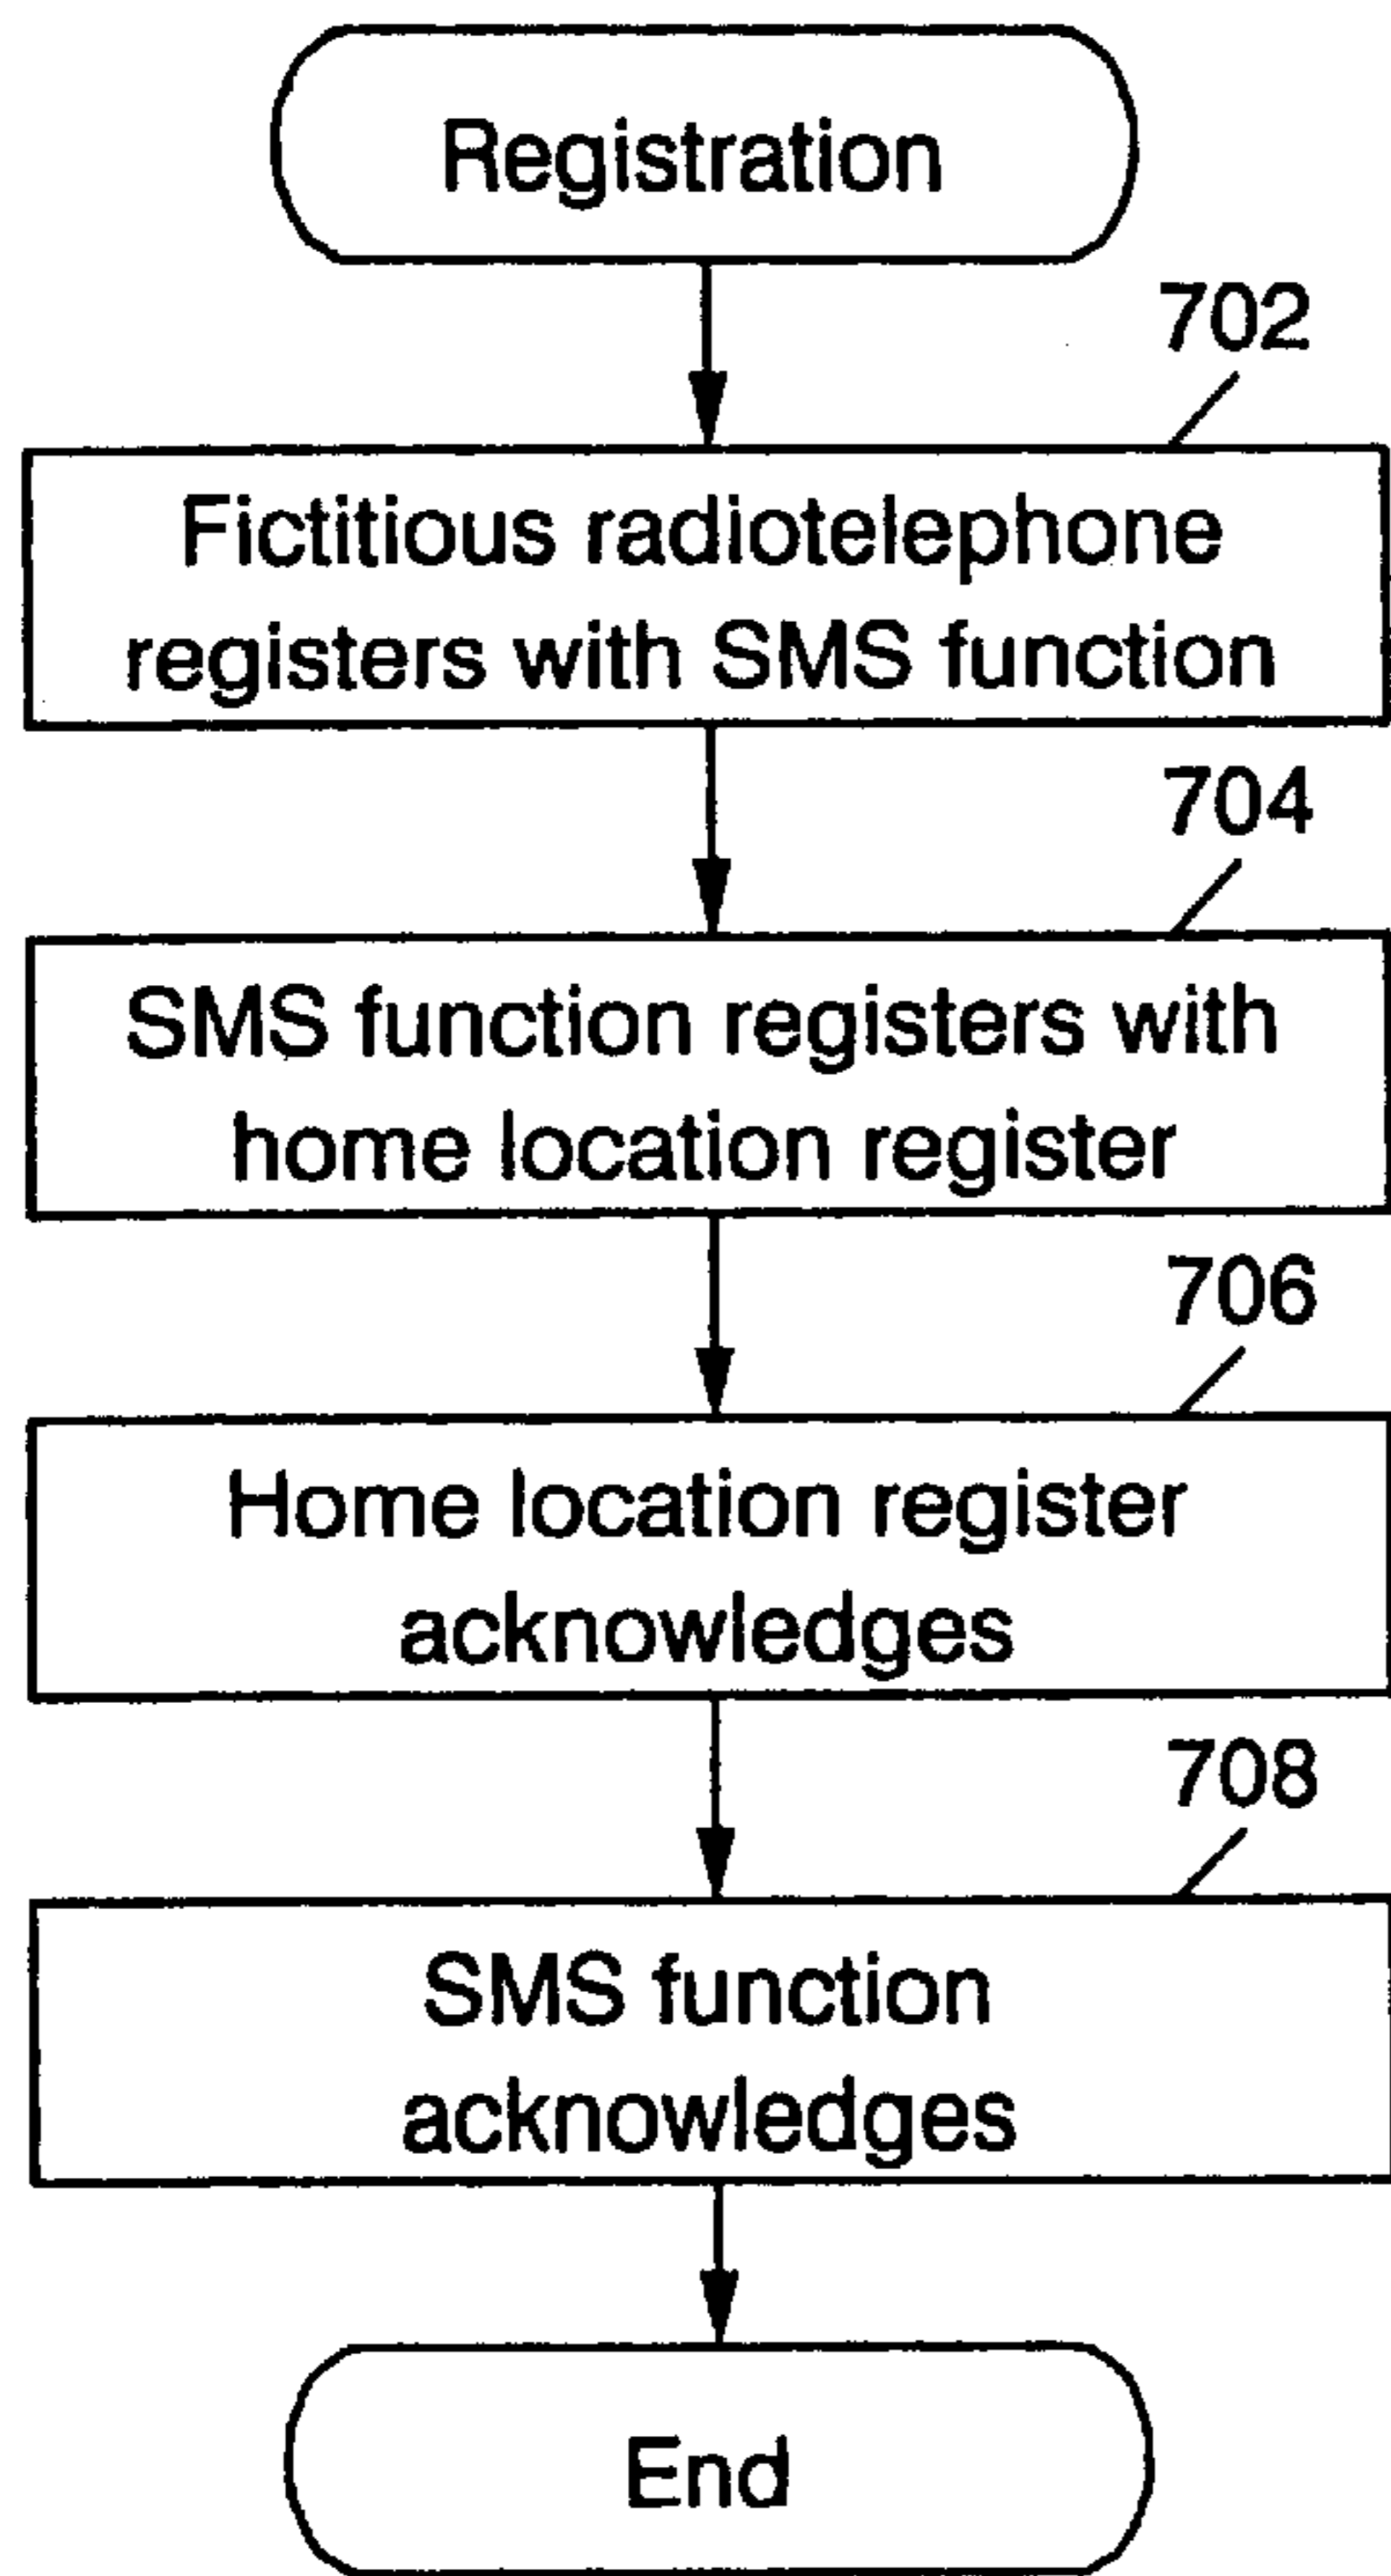 Registration
702
Fictitious radiotelephone
registers with SMS function
704
SMS function registers with
home location register
706
Home location register
acknowledges
708
SMS function
acknowledges
End